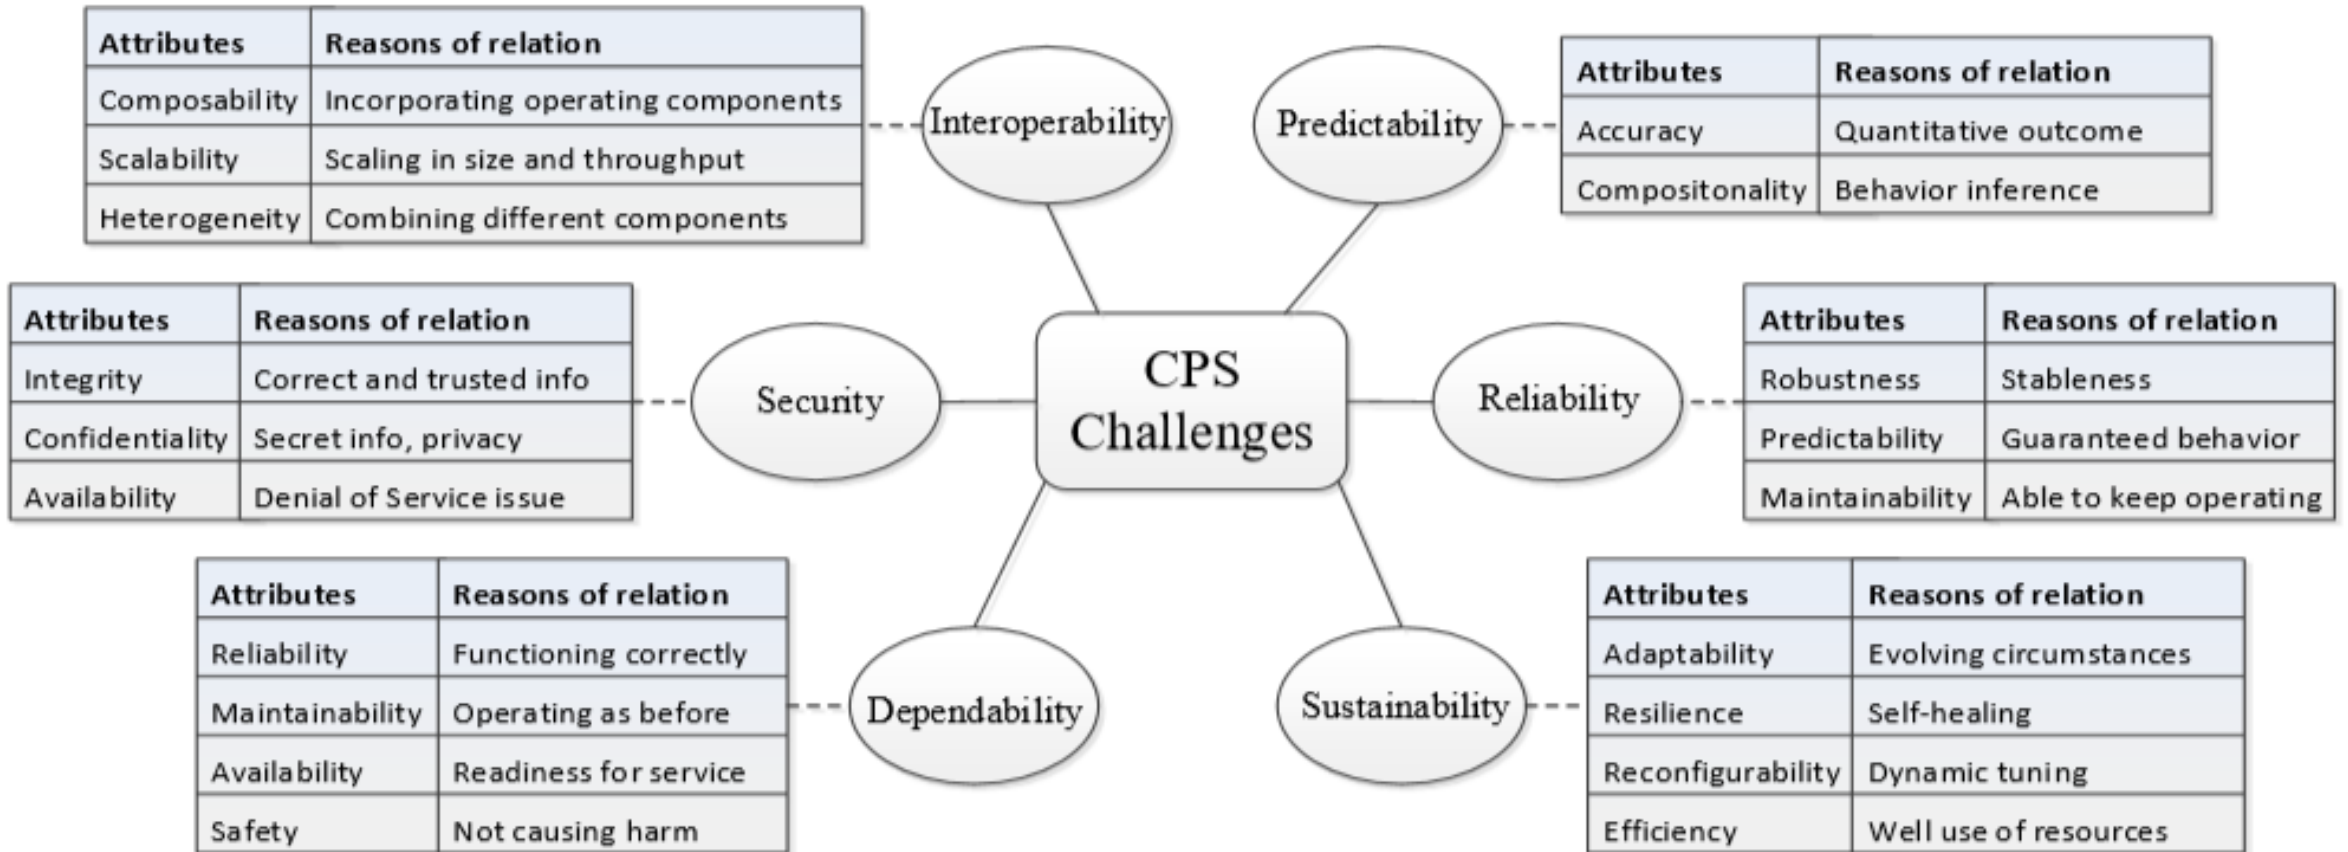 Attributes Reasons of relation
Composability Incorporating operating components
Scalability Scaling in size and throughput
Heterogeneity Combining different components
Interoperability
Predictability
Attributes Reasons of relation
Accuracy Quantitative outcome
Compositonality Behavior inference
Attributes Reasons of relation
Integrity Correct and trusted info
Confidentiality Secret info, privacy
Availability Denial of Service issue
Security
CPS
Challenges
Reliability
Attributes Reasons of relation
Robustness Stableness
Predictability Guaranteed behavior
Maintainability Able to keep operating
Attributes Reasons of relation
Reliability Functioning correctly
Maintainability Operating as before
Availability Readiness for service
Safety Not causing harm
Dependability
Sustainability
Attributes Reasons of relation
Adaptability Evolving circumstances
Resilience Self-healing
Reconfigurability Dynamic tuning
Efficiency Well use of resources